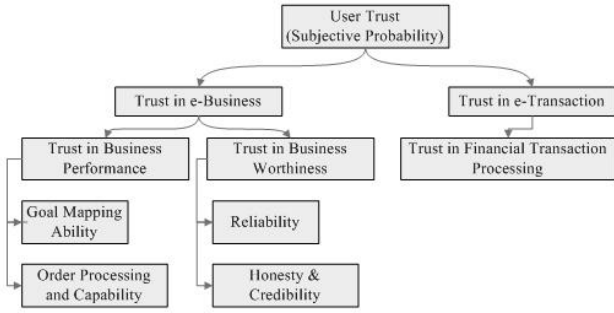 User Trust
(Subjective Probability)
Trust in e-Business
Trust in e-Transaction
Trust in Business
Performance
Trust in Business
Worthiness
Trust in Financial Transaction
Processing
Goal Mapping
Ability
Reliability
Order Processing
and Capability
Honesty &
Credibility